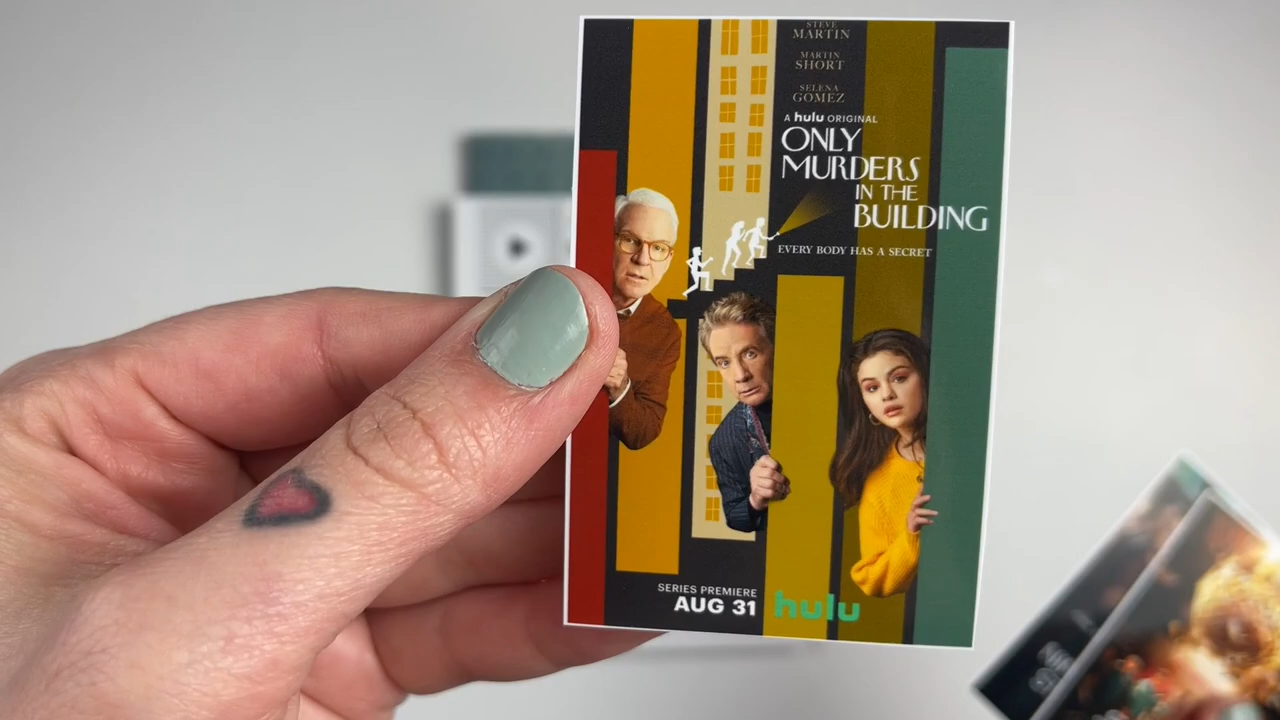 STEVE
MARTIN
MARTIN
SHORT
SELENA
GOMEZ
A hulu ORIGINAL
ONLY
MURDERS
IN THE
BUILDING
EVERY BODY HAS A SECRET
SERIES PREMIERE
AUG 31
hulu